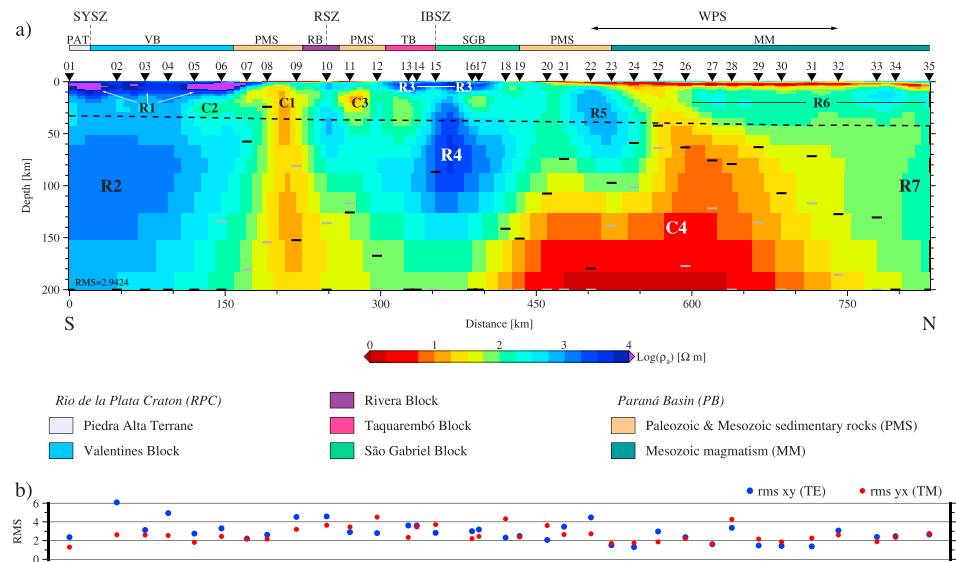 a)
SYSZ RSZ IBSZ WPS
PAT VB PMS RB PMS TB SGB PMS MM
01 02 03 04 05 06 07 08 09 10 11 12 13 14 15 16 17 18 19 20 21 22 23 24 25 26 27 28 29 30 31 32 33 34 35
0
50
100
150
200
Depth [km]
R1 C2 C1 C3 R3 R3 R5 R6
R2 R4 R7
C4
RMS=2.9424
0 150 300 450 600 750
S Distance [km] N
0 1 2 3 4
Log(ρa) [Ω m]
Rio de la Plata Craton (RPC)
Piedra Alta Terrane
Valentines Block
Rivera Block
Taquarembó Block
São Gabriel Block
Paraná Basin (PB)
Paleozoic & Mesozoic sedimentary rocks (PMS)
Mesozoic magmatism (MM)
b)
rms xy (TE) rms yx (TM)
6
4
2
0
RMS